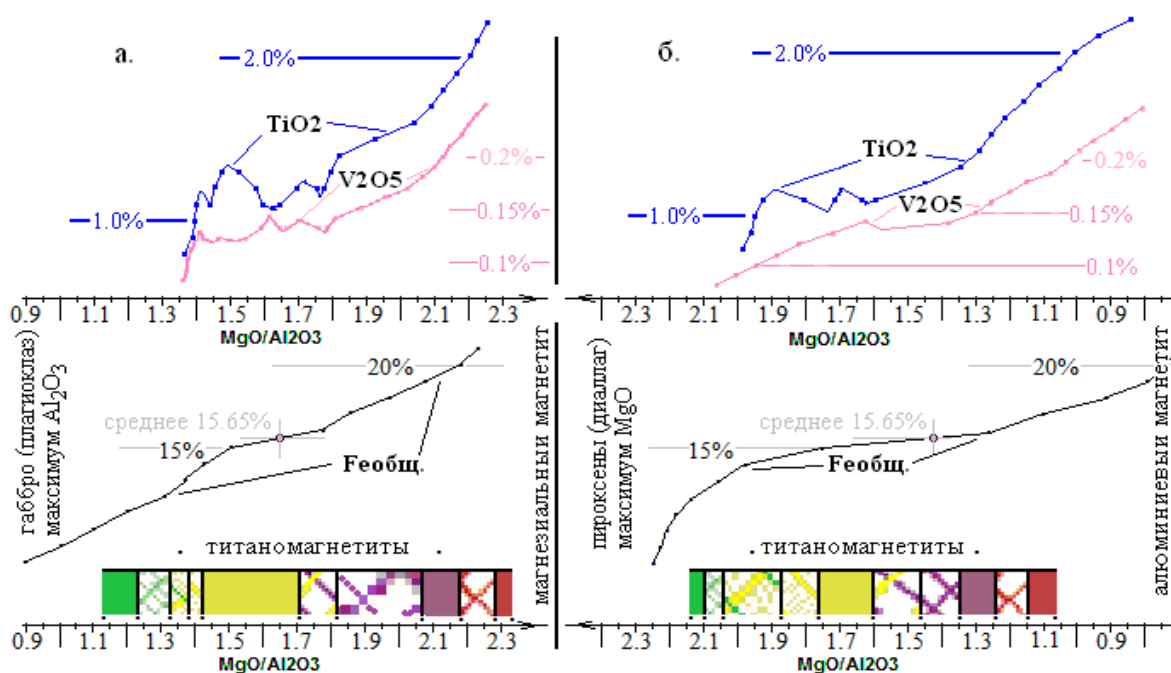 а.
2.0%
TiO2
V2O5
1.0%
0.2%
0.15%
0.1%
0.9 1.1 1.3 1.5 1.7 1.9 2.1
MgO/Al2O3
габбро (плагиоклаз)
максимум Al2O3
20%
среднее 15.65%
15%
Feобщ.
магнезиальный магнетит
титаномагнетиты
0.9 1.1 1.3 1.5 1.7 1.9 2.1 2.3
MgO/Al2O3
б.
2.0%
TiO2
V2O5
1.0%
0.2%
0.15%
0.1%
2.3 2.1 1.9 1.7 1.5 1.3 1.1 0.9
MgO/Al2O3
пироксены (диаллаг)
максимум MgO
20%
среднее 15.65%
15%
Feобщ.
алюминиевый магнетит
титаномагнетиты
2.3 2.1 1.9 1.7 1.5 1.3 1.1 0.9
MgO/Al2O3